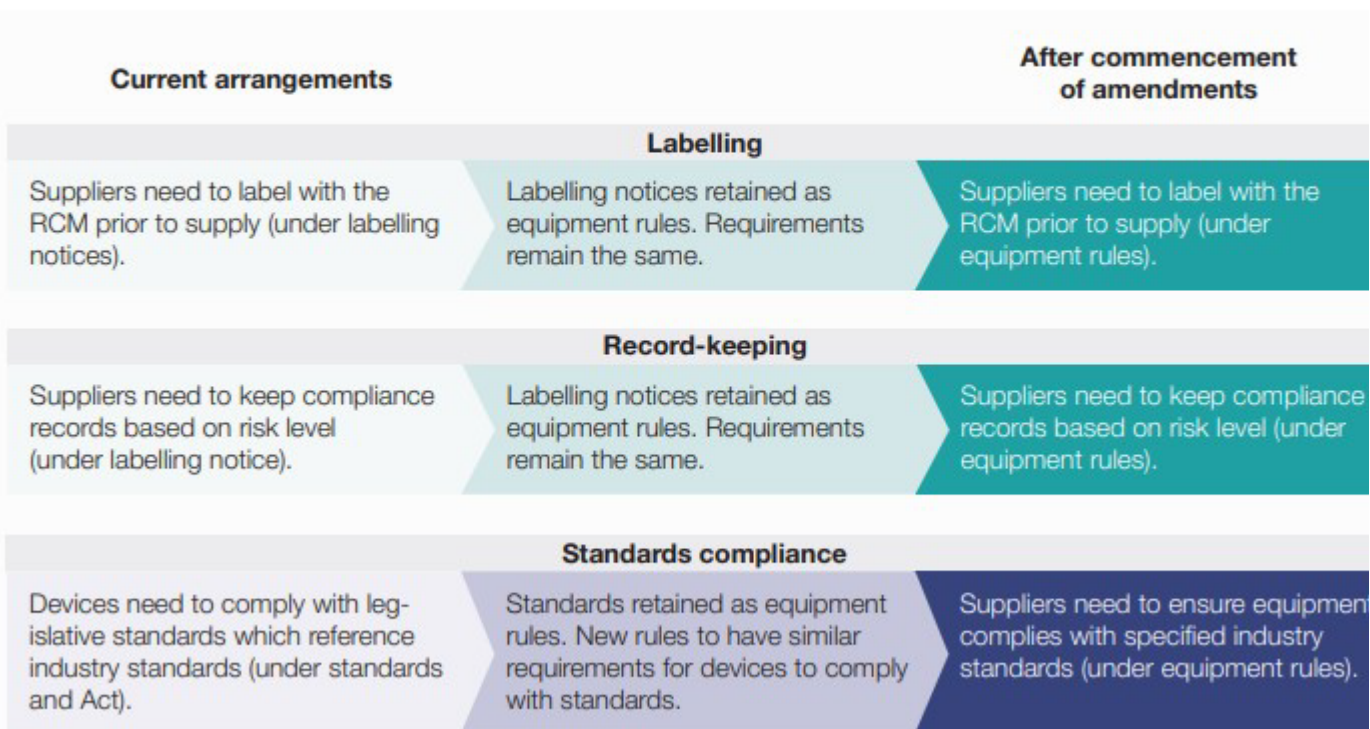 Current arrangements
After commencement
of amendments
Labelling
Suppliers need to label with the
RCM prior to supply (under labelling
notices).
Labelling notices retained as
equipment rules. Requirements
remain the same.
Suppliers need to label with the
RCM prior to supply (under
equipment rules).
Record-keeping
Suppliers need to keep compliance
records based on risk level
(under labelling notice).
Labelling notices retained as
equipment rules. Requirements
remain the same.
Suppliers need to keep compliance
records based on risk level (under
equipment rules).
Standards compliance
Devices need to comply with leg-
islative standards which reference
industry standards (under standards
and Act).
Standards retained as equipment
rules. New rules to have similar
requirements for devices to comply
with standards.
Suppliers need to ensure equipment
complies with specified industry
standards (under equipment rules).